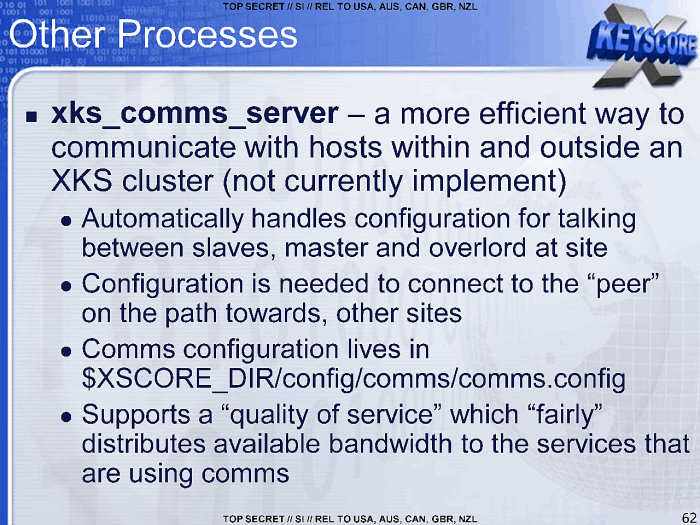 TOP SECRET // SI // REL TO USA, AUS, CAN, GBR, NZL
Other Processes
X
KEYSCORE
xks_comms_server – a more efficient way to
communicate with hosts within and outside an
XKS cluster (not currently implement)
Automatically handles configuration for talking
between slaves, master and overlord at site
Configuration is needed to connect to the “peer”
on the path towards, other sites
Comms configuration lives in
$XSCORE_DIR/config/comms/comms.config
Supports a “quality of service” which “fairly”
distributes available bandwidth to the services that
are using comms
TOP SECRET // SI // REL TO USA, AUS, CAN, GBR, NZL
62